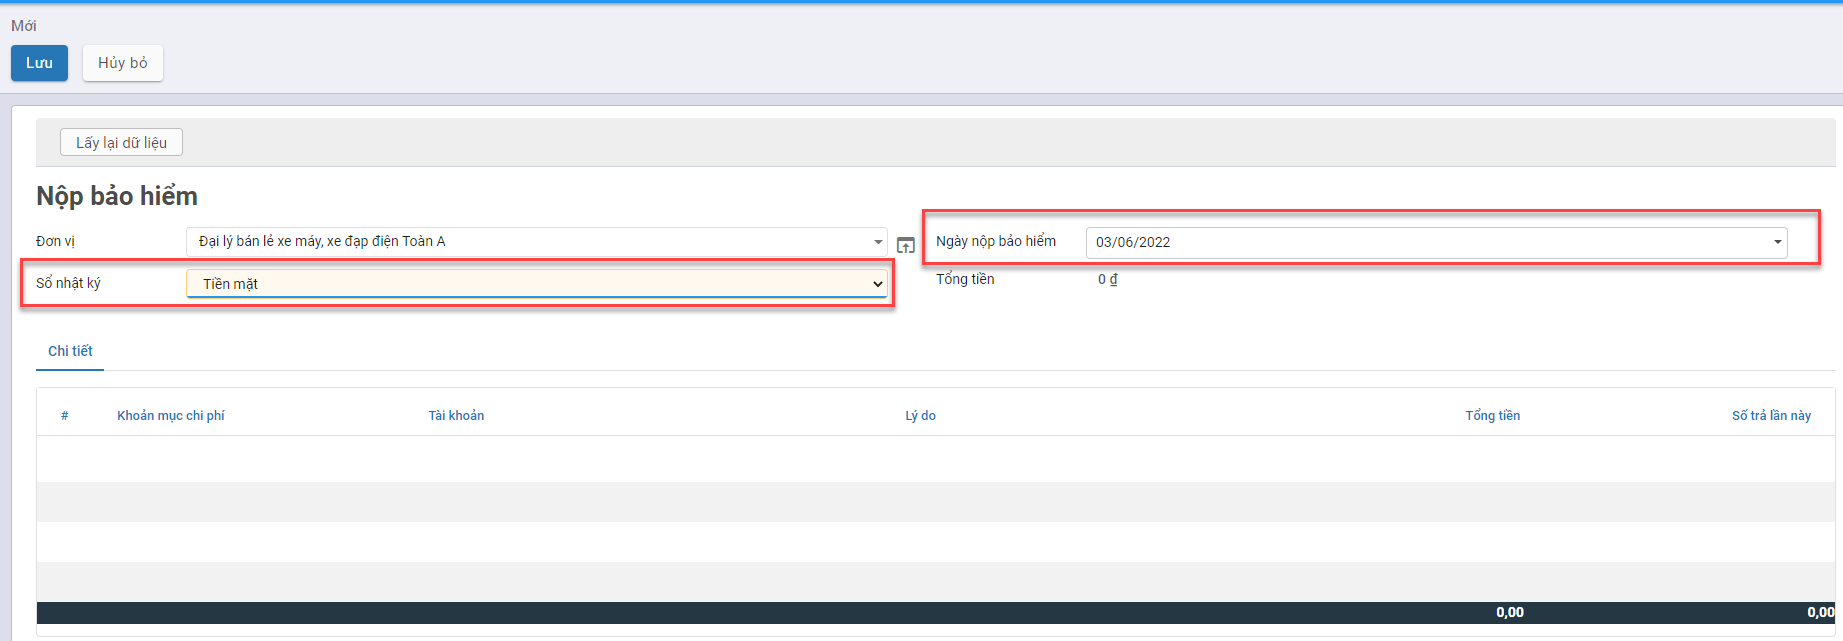 Mới
Lưu Hủy bỏ
Lấy lại dữ liệu
Nộp bảo hiểm
Đơn vị Đại lý bán lẻ xe máy, xe đạp điện Toàn A Ngày nộp bảo hiểm 03/06/2022
Sổ nhật ký Tiền mặt Tổng tiền 0 ₫
Chi tiết
# Khoản mục chi phí Tài khoản Lý do Tổng tiền Số trả lần này
0,00 0,00